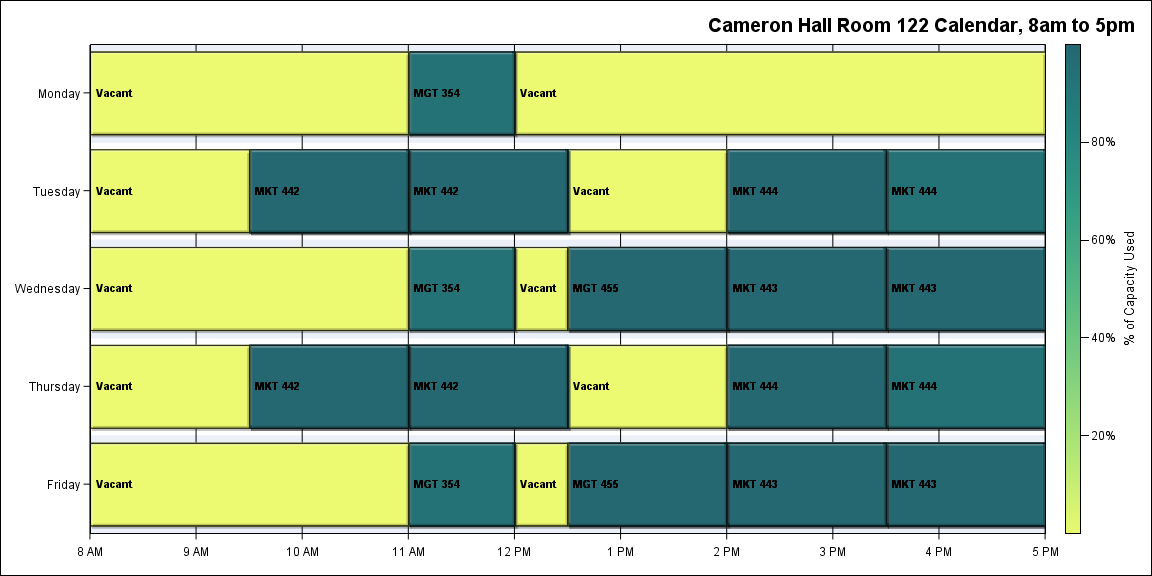 Cameron Hall Room 122 Calendar, 8am to 5pm
Monday
Vacant
MGT 354
Vacant
Tuesday
Vacant
MKT 442
MKT 442
Vacant
MKT 444
MKT 444
Wednesday
Vacant
MGT 354
Vacant
MGT 455
MKT 443
MKT 443
Thursday
Vacant
MKT 442
MKT 442
Vacant
MKT 444
MKT 444
Friday
Vacant
MGT 354
Vacant
MGT 455
MKT 443
MKT 443
8 AM
9 AM
10 AM
11 AM
12 PM
1 PM
2 PM
3 PM
4 PM
5 PM
80%
60%
40%
20%
% of Capacity Used